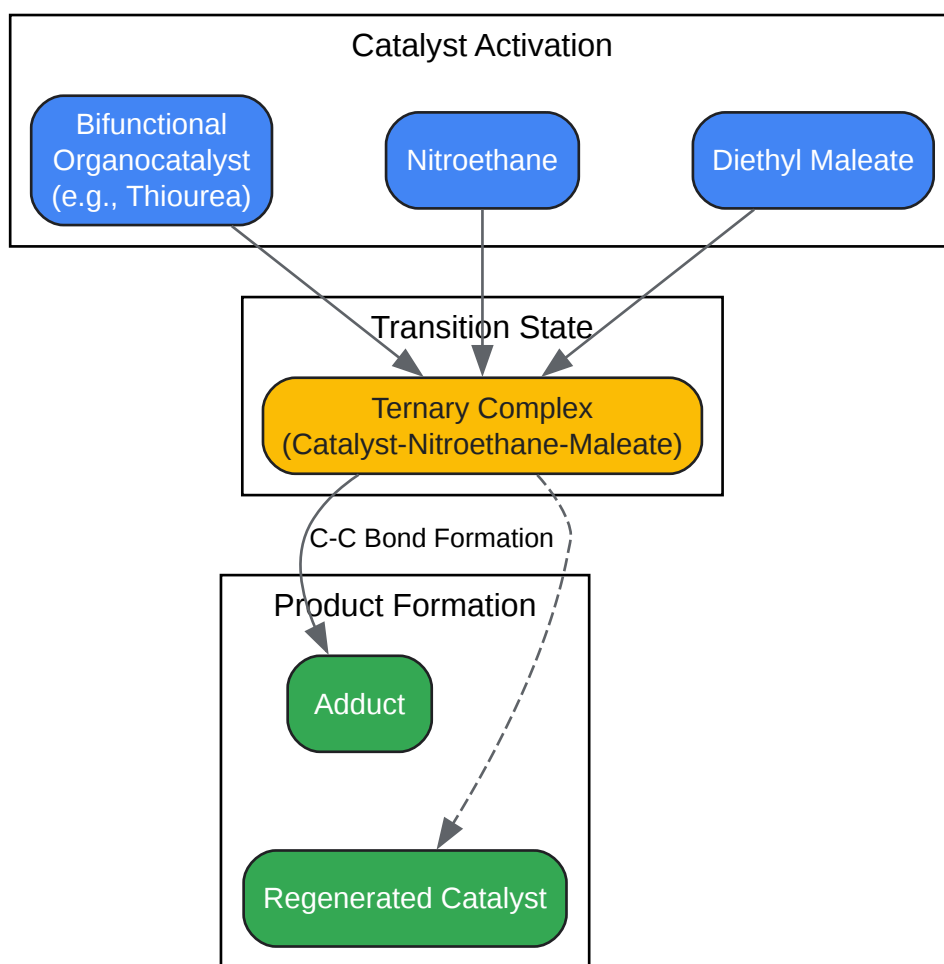 Catalyst Activation
Bifunctional
Organocatalyst
(e.g., Thiourea)
Nitroethane
Diethyl Maleate
Transition State
Ternary Complex
(Catalyst-Nitroethane-Maleate)
C-C Bond Formation
Product Formation
Adduct
Regenerated Catalyst